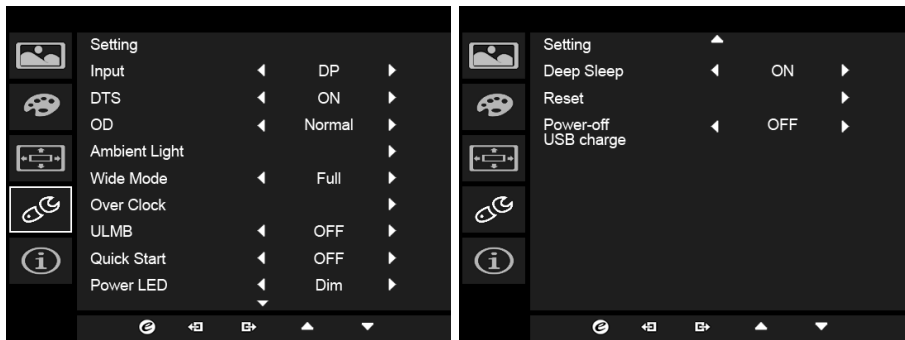 Setting
Input DP
DTS ON
OD Normal
Ambient Light
Wide Mode Full
Over Clock
ULMB OFF
Quick Start OFF
Power LED Dim
Setting
Deep Sleep ON
Reset
Power-off OFF
USB charge